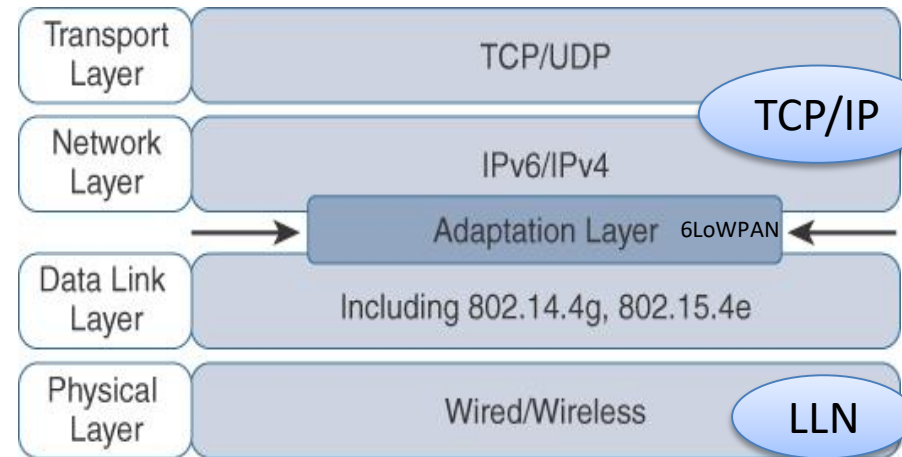 Transport
Layer
TCP/UDP
TCP/IP
Network
Layer
IPv6/IPv4
Adaptation Layer 6LoWPAN
Data Link
Layer
Including 802.14.4g, 802.15.4e
Physical
Layer
Wired/Wireless
LLN